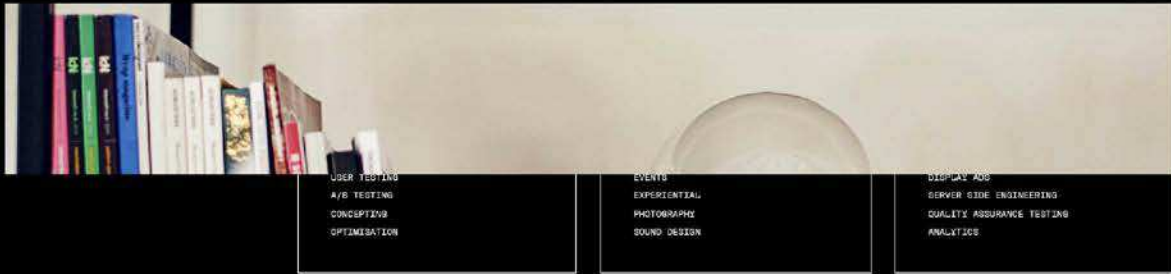 USER TESTING
A/B TESTING
CONCEPTING
OPTIMISATION
EVENTS
EXPERIENTIAL
PHOTOGRAPHY
SOUND DESIGN
DISPLAY ADS
SERVER SIDE ENGINEERING
QUALITY ASSURANCE TESTING
ANALYTICS